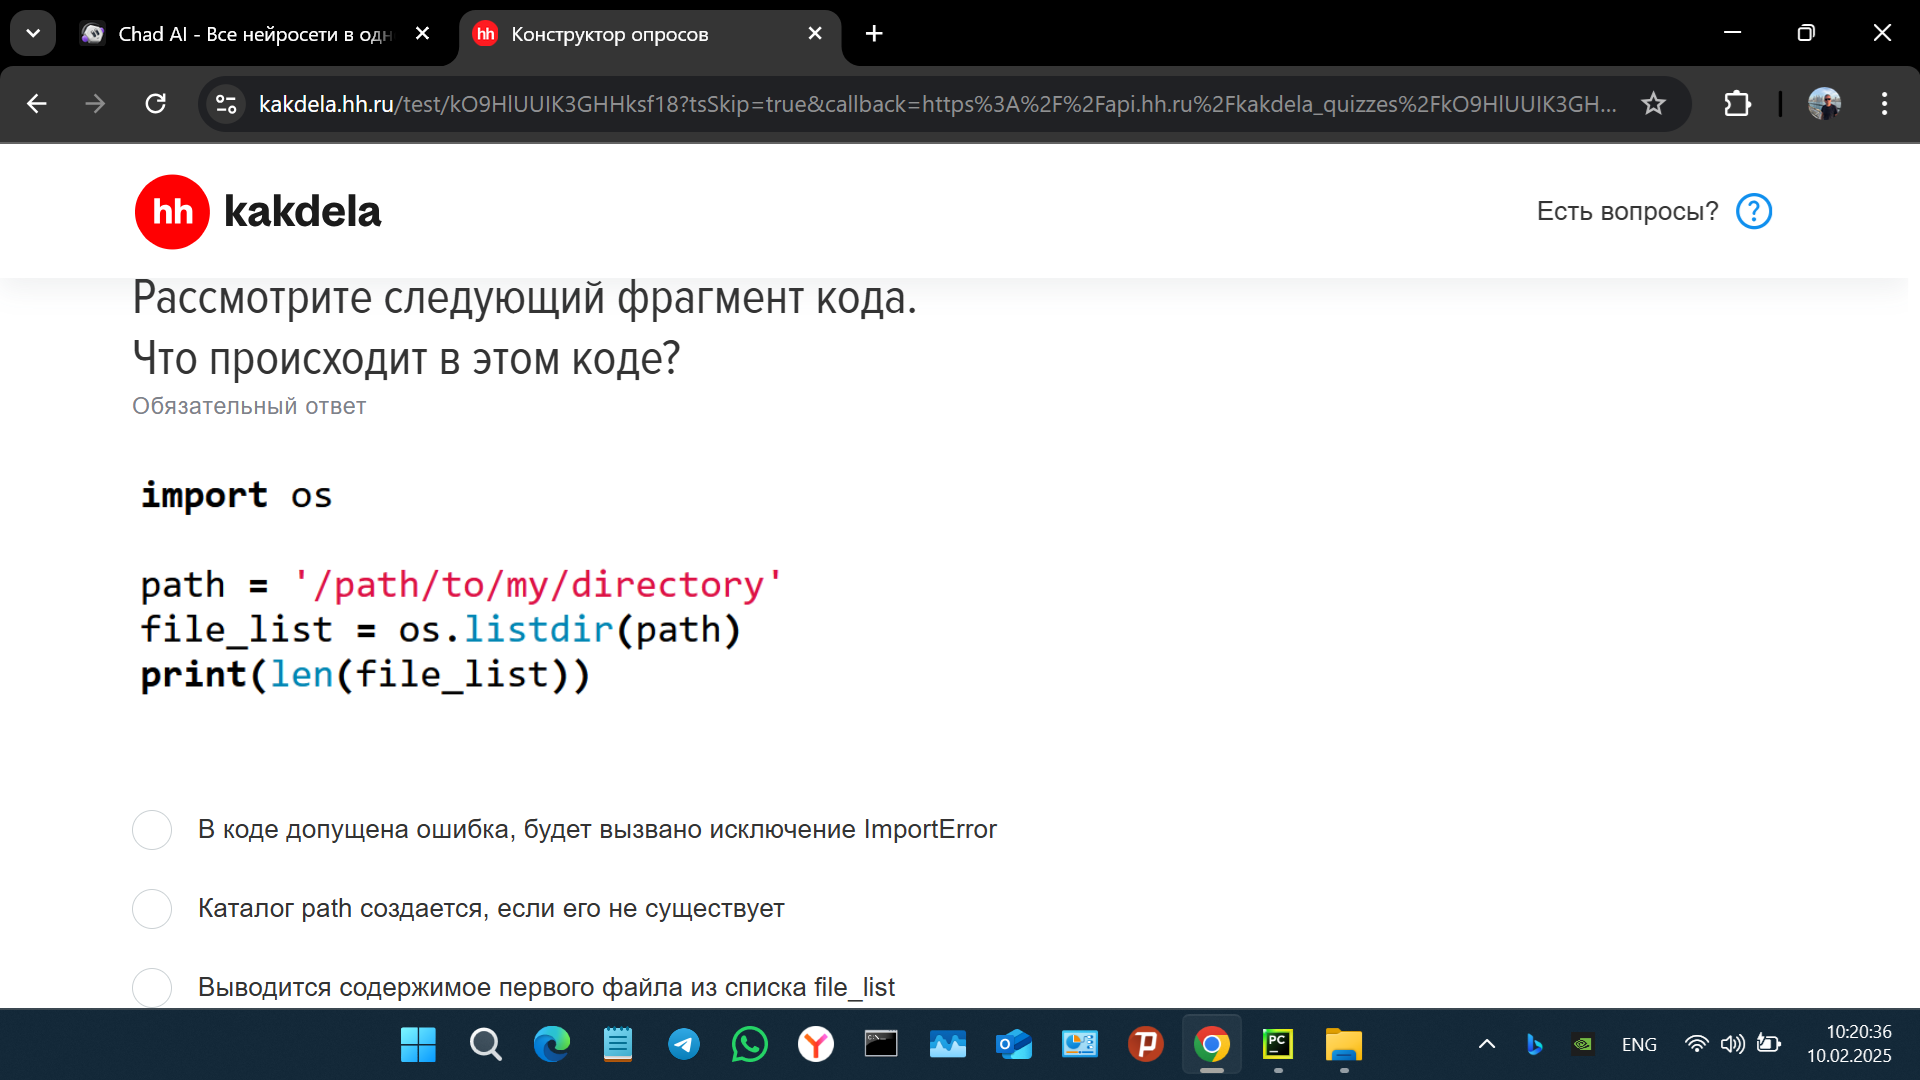 Chad AI - Все нейросети в одн
hh Конструктор опросов
kakdela.hh.ru/test/kO9HlUUIK3GHHksf18?tsSkip=true&callback=https%3A%2F%2Fapi.hh.ru%2Fkakdela_quizzes%2FkO9HlUUIK3GH...
hh kakdela
Есть вопросы? ?
Рассмотрите следующий фрагмент кода.
Что происходит в этом коде?
Обязательный ответ
import os
path = '/path/to/my/directory'
file_list = os.listdir(path)
print(len(file_list))
В коде допущена ошибка, будет вызвано исключение ImportError
Каталог path создается, если его не существует
Выводится содержимое первого файла из списка file_list
PC
ENG
10:20:36
10.02.2025